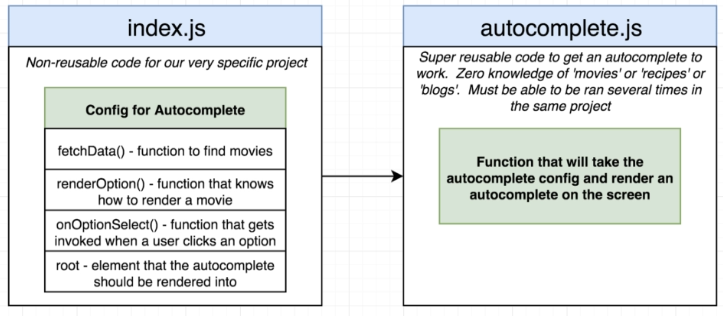 index.js
Non-reusable code for our very specific project
Config for Autocomplete
fetchData() - function to find movies
renderOption() - function that knows
how to render a movie
onOptionSelect() - function that gets
invoked when a user clicks an option
root - element that the autocomplete
should be rendered into
autocomplete.js
Super reusable code to get an autocomplete to
work.  Zero knowledge of 'movies' or 'recipes' or
'blogs'.  Must be able to be ran several times in
the same project
Function that will take the
autocomplete config and render an
autocomplete on the screen